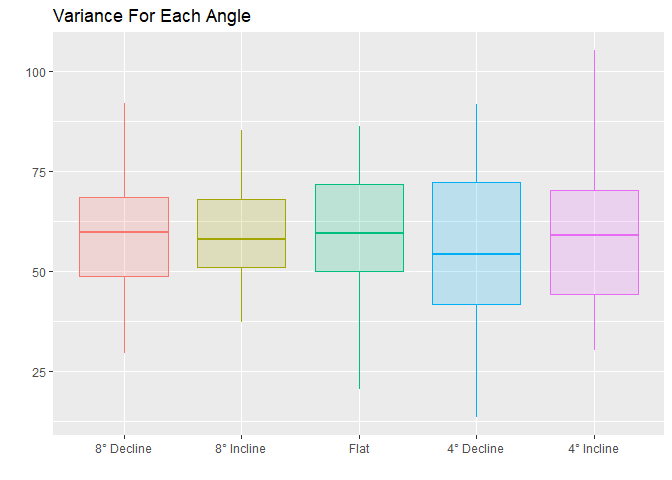 Variance For Each Angle
100
75
50
25
8° Decline
8° Incline
Flat
4° Decline
4° Incline